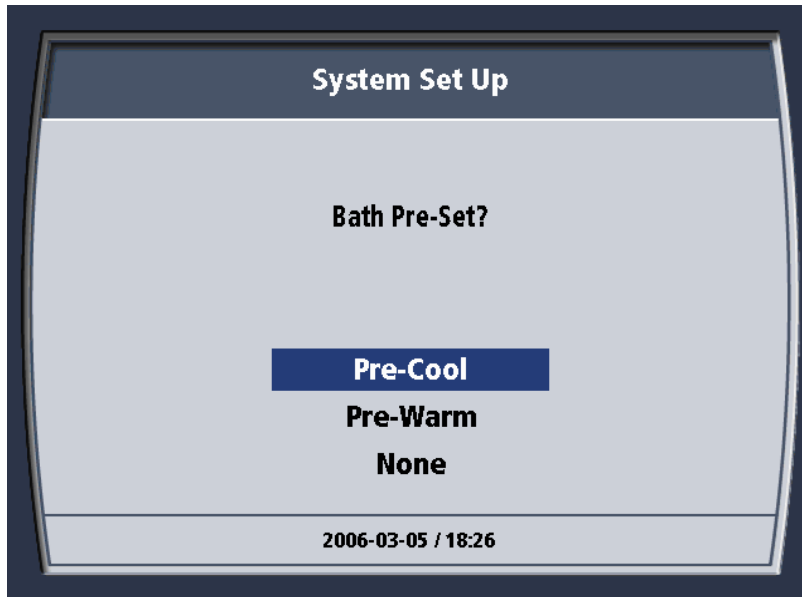 System Set Up
Bath Pre-Set?
Pre-Cool
Pre-Warm
None
2006-03-05 / 18:26